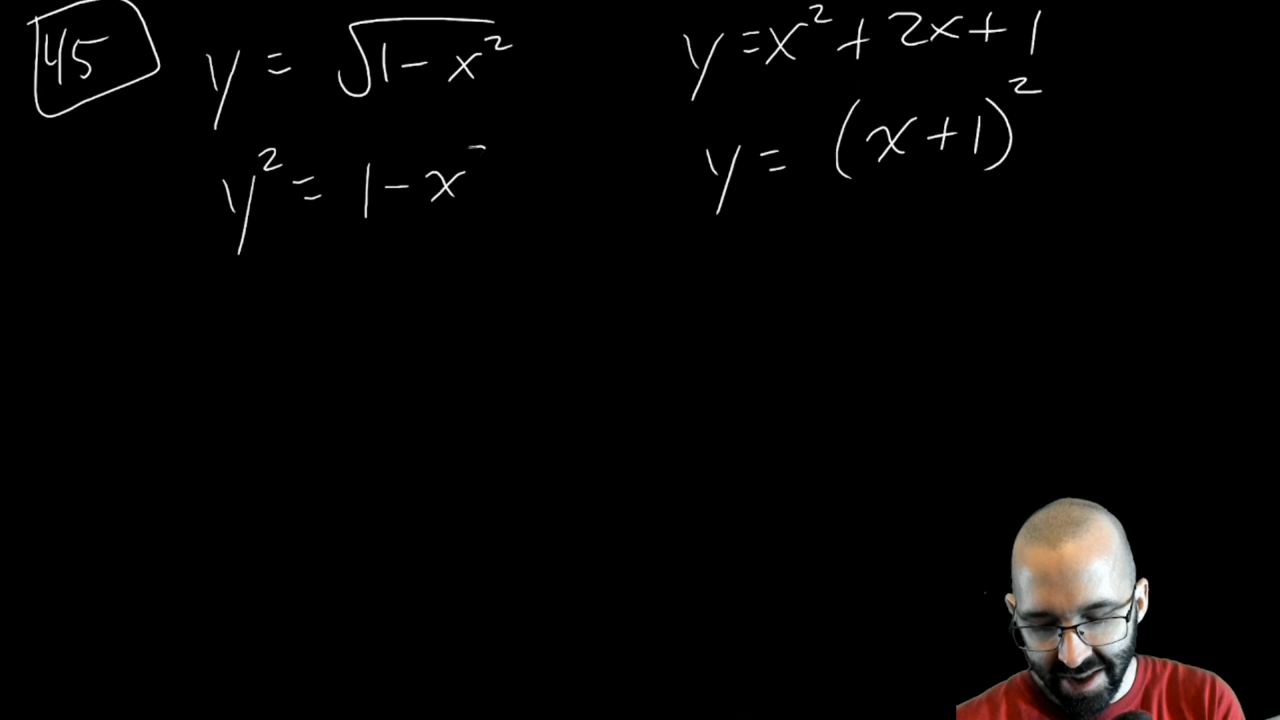 45
y = √(1 - x²)
y² = 1 - x
y = x² + 2x + 1
y = (x + 1)²